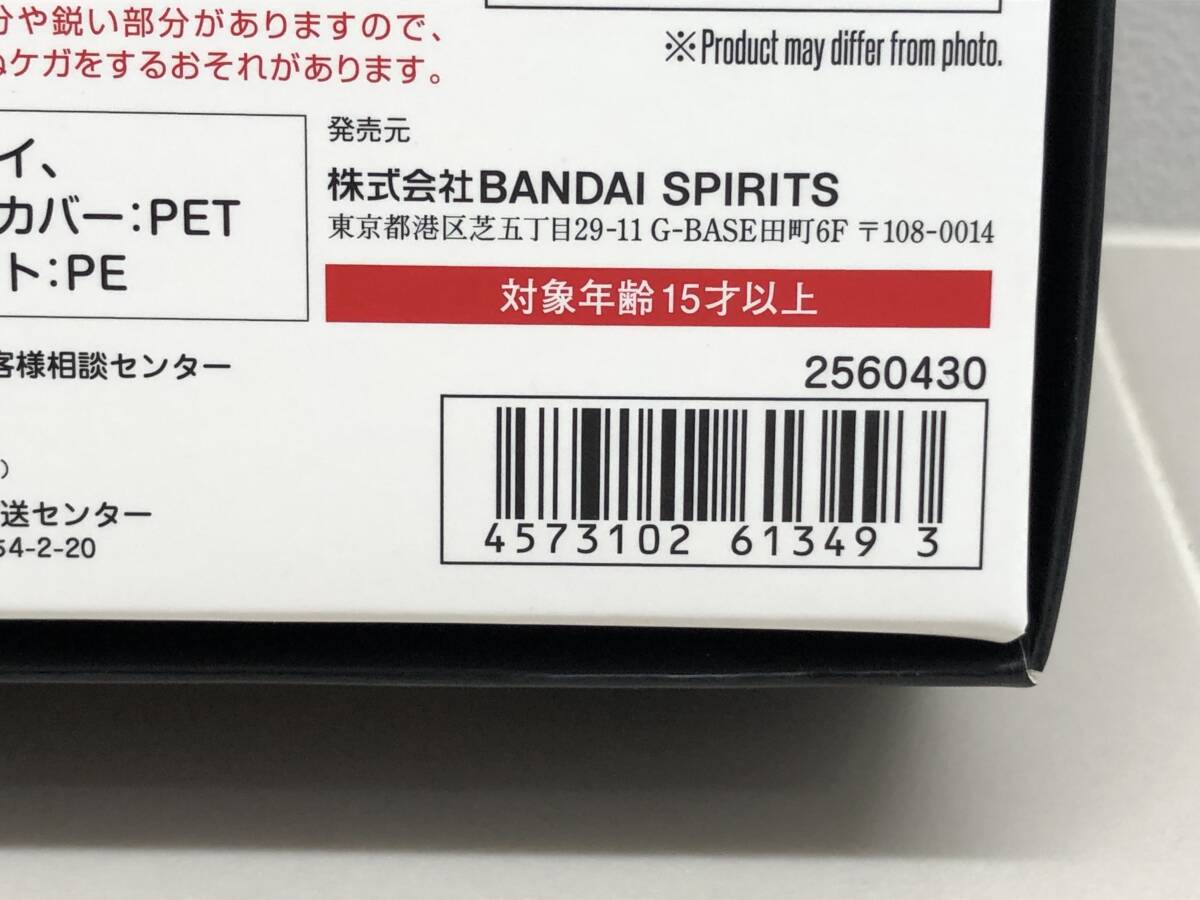 分や鋭い部分がありますので、
ぬケガをするおそれがあります。
※Product may differ from photo.
イ、
カバー:PET
ト:PE
発売元
株式会社BANDAI SPIRITS
東京都港区芝五丁目29-11 G-BASE田町6F 〒108-0014
対象年齢15才以上
客様相談センター
)
送センター
54-2-20
2560430
4573102 61349 3